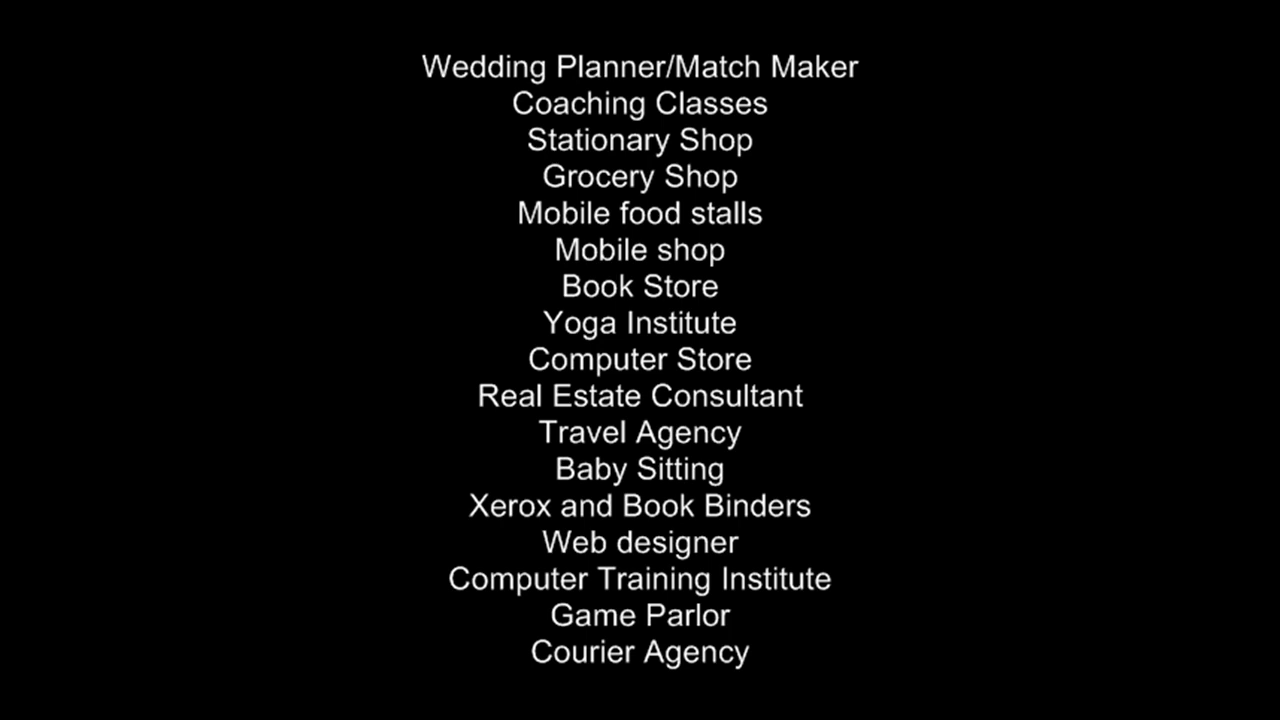 Wedding Planner/Match Maker
Coaching Classes
Stationary Shop
Grocery Shop
Mobile food stalls
Mobile shop
Book Store
Yoga Institute
Computer Store
Real Estate Consultant
Travel Agency
Baby Sitting
Xerox and Book Binders
Web designer
Computer Training Institute
Game Parlor
Courier Agency